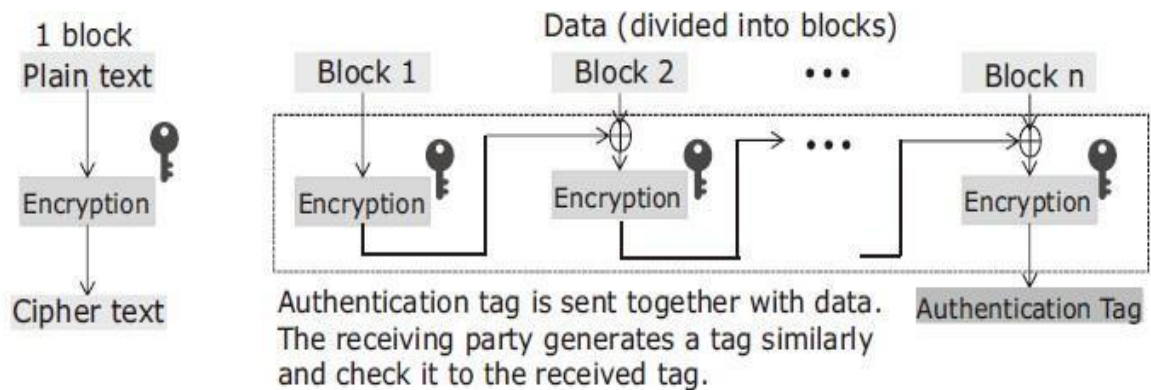 1 block
Plain text
Encryption
Cipher text
Data (divided into blocks)
Block 1
Block 2
•••
Block n
•••
Encryption
Encryption
Encryption
Authentication Tag
Authentication tag is sent together with data.
The receiving party generates a tag similarly
and check it to the received tag.